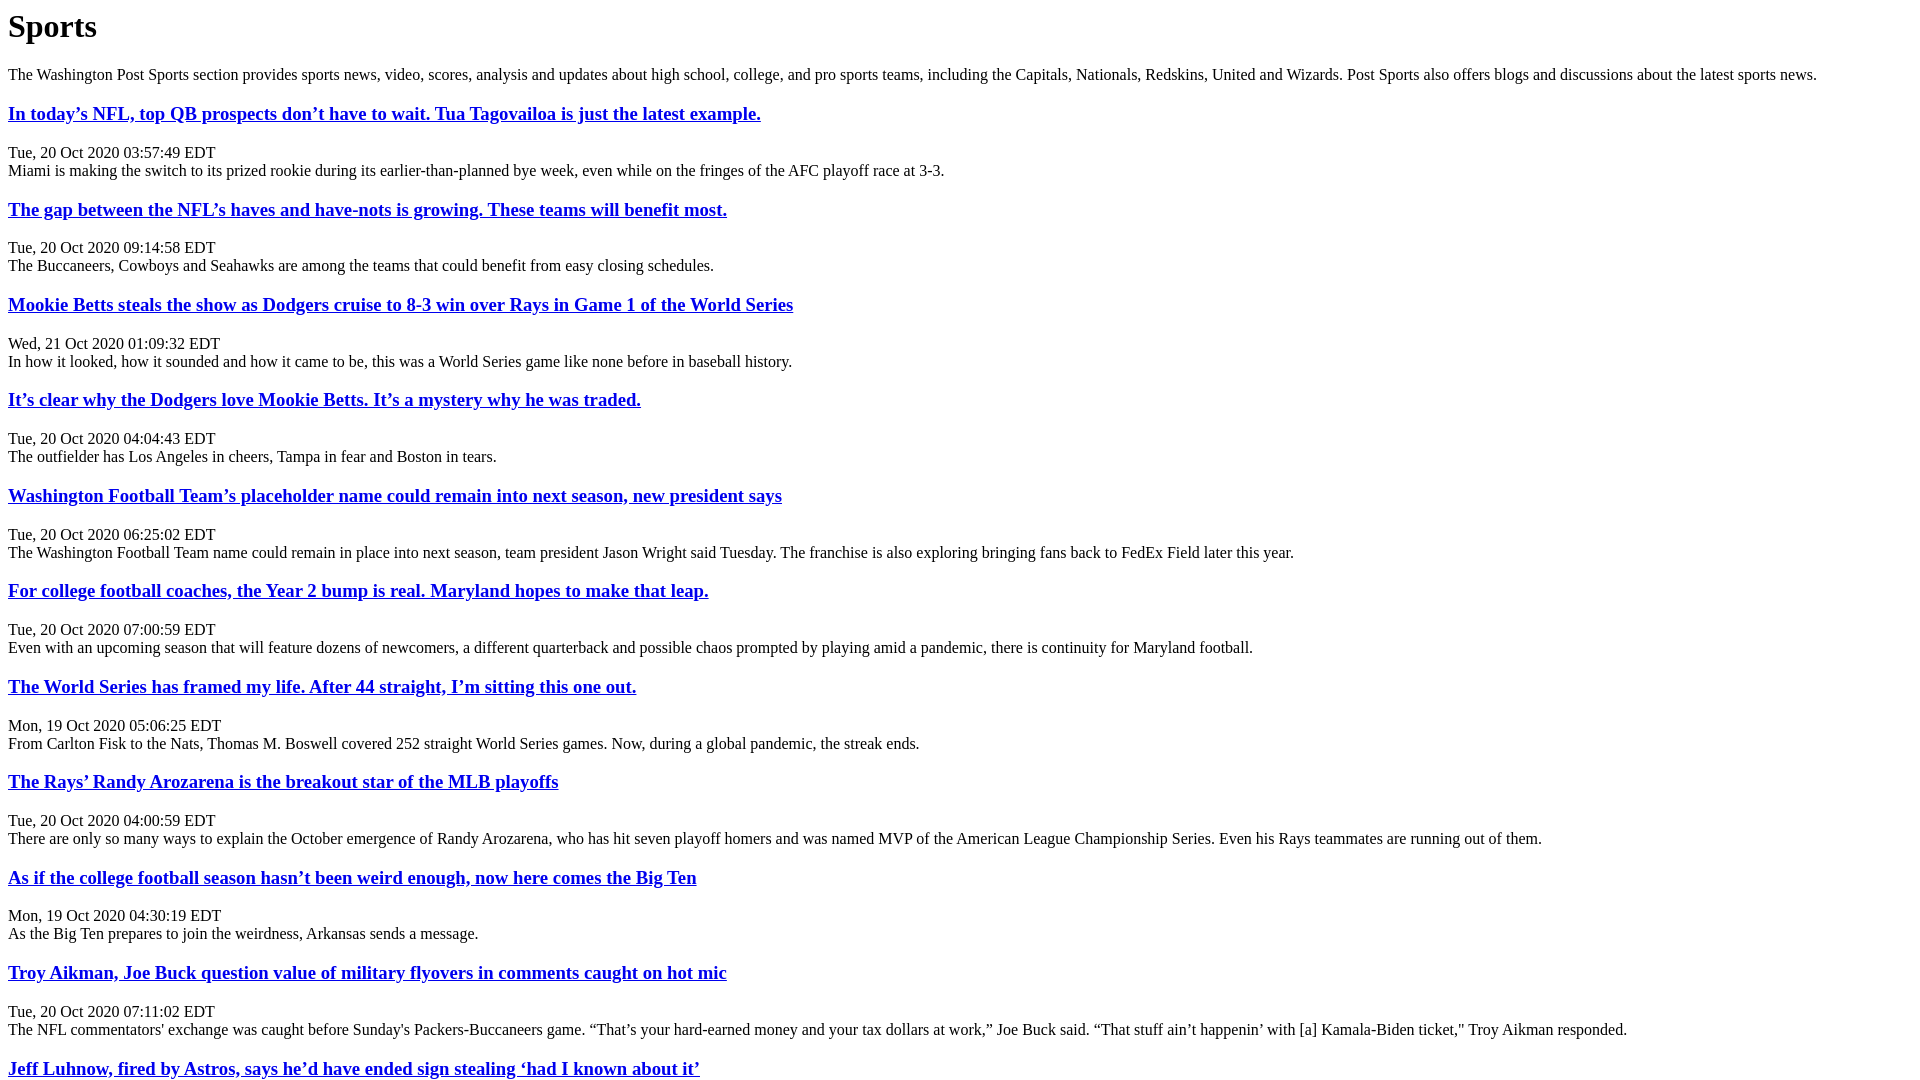 Sports
The Washington Post Sports section provides sports news, video, scores, analysis and updates about high school, college, and pro sports teams, including the Capitals, Nationals, Redskins, United and Wizards. Post Sports also offers blogs and discussions about the latest sports news.
In today’s NFL, top QB prospects don’t have to wait. Tua Tagovailoa is just the latest example.
Tue, 20 Oct 2020 03:57:49 EDT
Miami is making the switch to its prized rookie during its earlier-than-planned bye week, even while on the fringes of the AFC playoff race at 3-3.
The gap between the NFL’s haves and have-nots is growing. These teams will benefit most.
Tue, 20 Oct 2020 09:14:58 EDT
The Buccaneers, Cowboys and Seahawks are among the teams that could benefit from easy closing schedules.
Mookie Betts steals the show as Dodgers cruise to 8-3 win over Rays in Game 1 of the World Series
Wed, 21 Oct 2020 01:09:32 EDT
In how it looked, how it sounded and how it came to be, this was a World Series game like none before in baseball history.
It’s clear why the Dodgers love Mookie Betts. It’s a mystery why he was traded.
Tue, 20 Oct 2020 04:04:43 EDT
The outfielder has Los Angeles in cheers, Tampa in fear and Boston in tears.
Washington Football Team’s placeholder name could remain into next season, new president says
Tue, 20 Oct 2020 06:25:02 EDT
The Washington Football Team name could remain in place into next season, team president Jason Wright said Tuesday. The franchise is also exploring bringing fans back to FedEx Field later this year.
For college football coaches, the Year 2 bump is real. Maryland hopes to make that leap.
Tue, 20 Oct 2020 07:00:59 EDT
Even with an upcoming season that will feature dozens of newcomers, a different quarterback and possible chaos prompted by playing amid a pandemic, there is continuity for Maryland football.
The World Series has framed my life. After 44 straight, I’m sitting this one out.
Mon, 19 Oct 2020 05:06:25 EDT
From Carlton Fisk to the Nats, Thomas M. Boswell covered 252 straight World Series games. Now, during a global pandemic, the streak ends.
The Rays’ Randy Arozarena is the breakout star of the MLB playoffs
Tue, 20 Oct 2020 04:00:59 EDT
There are only so many ways to explain the October emergence of Randy Arozarena, who has hit seven playoff homers and was named MVP of the American League Championship Series. Even his Rays teammates are running out of them.
As if the college football season hasn’t been weird enough, now here comes the Big Ten
Mon, 19 Oct 2020 04:30:19 EDT
As the Big Ten prepares to join the weirdness, Arkansas sends a message.
Troy Aikman, Joe Buck question value of military flyovers in comments caught on hot mic
Tue, 20 Oct 2020 07:11:02 EDT
The NFL commentators' exchange was caught before Sunday's Packers-Buccaneers game. “That’s your hard-earned money and your tax dollars at work,” Joe Buck said. “That stuff ain’t happenin’ with [a] Kamala-Biden ticket," Troy Aikman responded.
Jeff Luhnow, fired by Astros, says he’d have ended sign stealing ‘had I known about it’